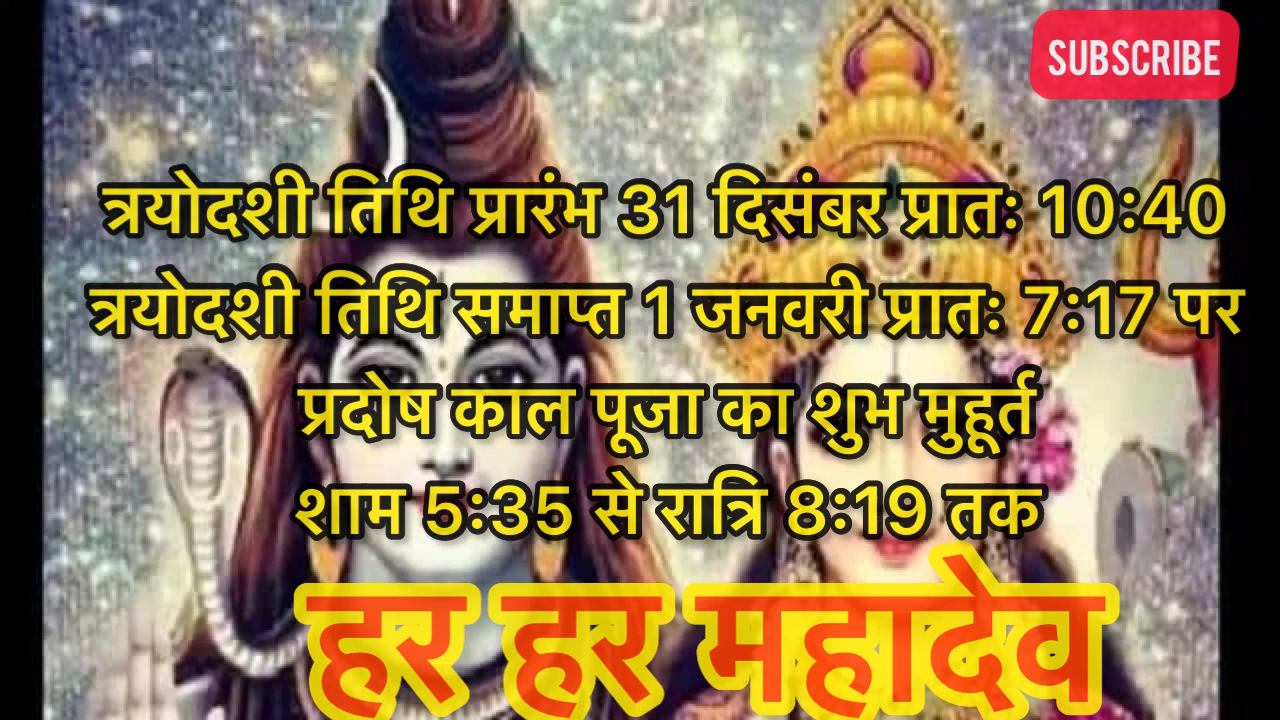 SUBSCRIBE
त्रयोदशी तिथि प्रारंभ 31 दिसंबर प्रातः 10:40
त्रयोदशी तिथि समाप्त 1 जनवरी प्रातः 7:17 पर
प्रदोष काल पूजा का शुभ मुहूर्त
शाम 5:35 से रात्रि 8:19 तक
हर हर महादेव